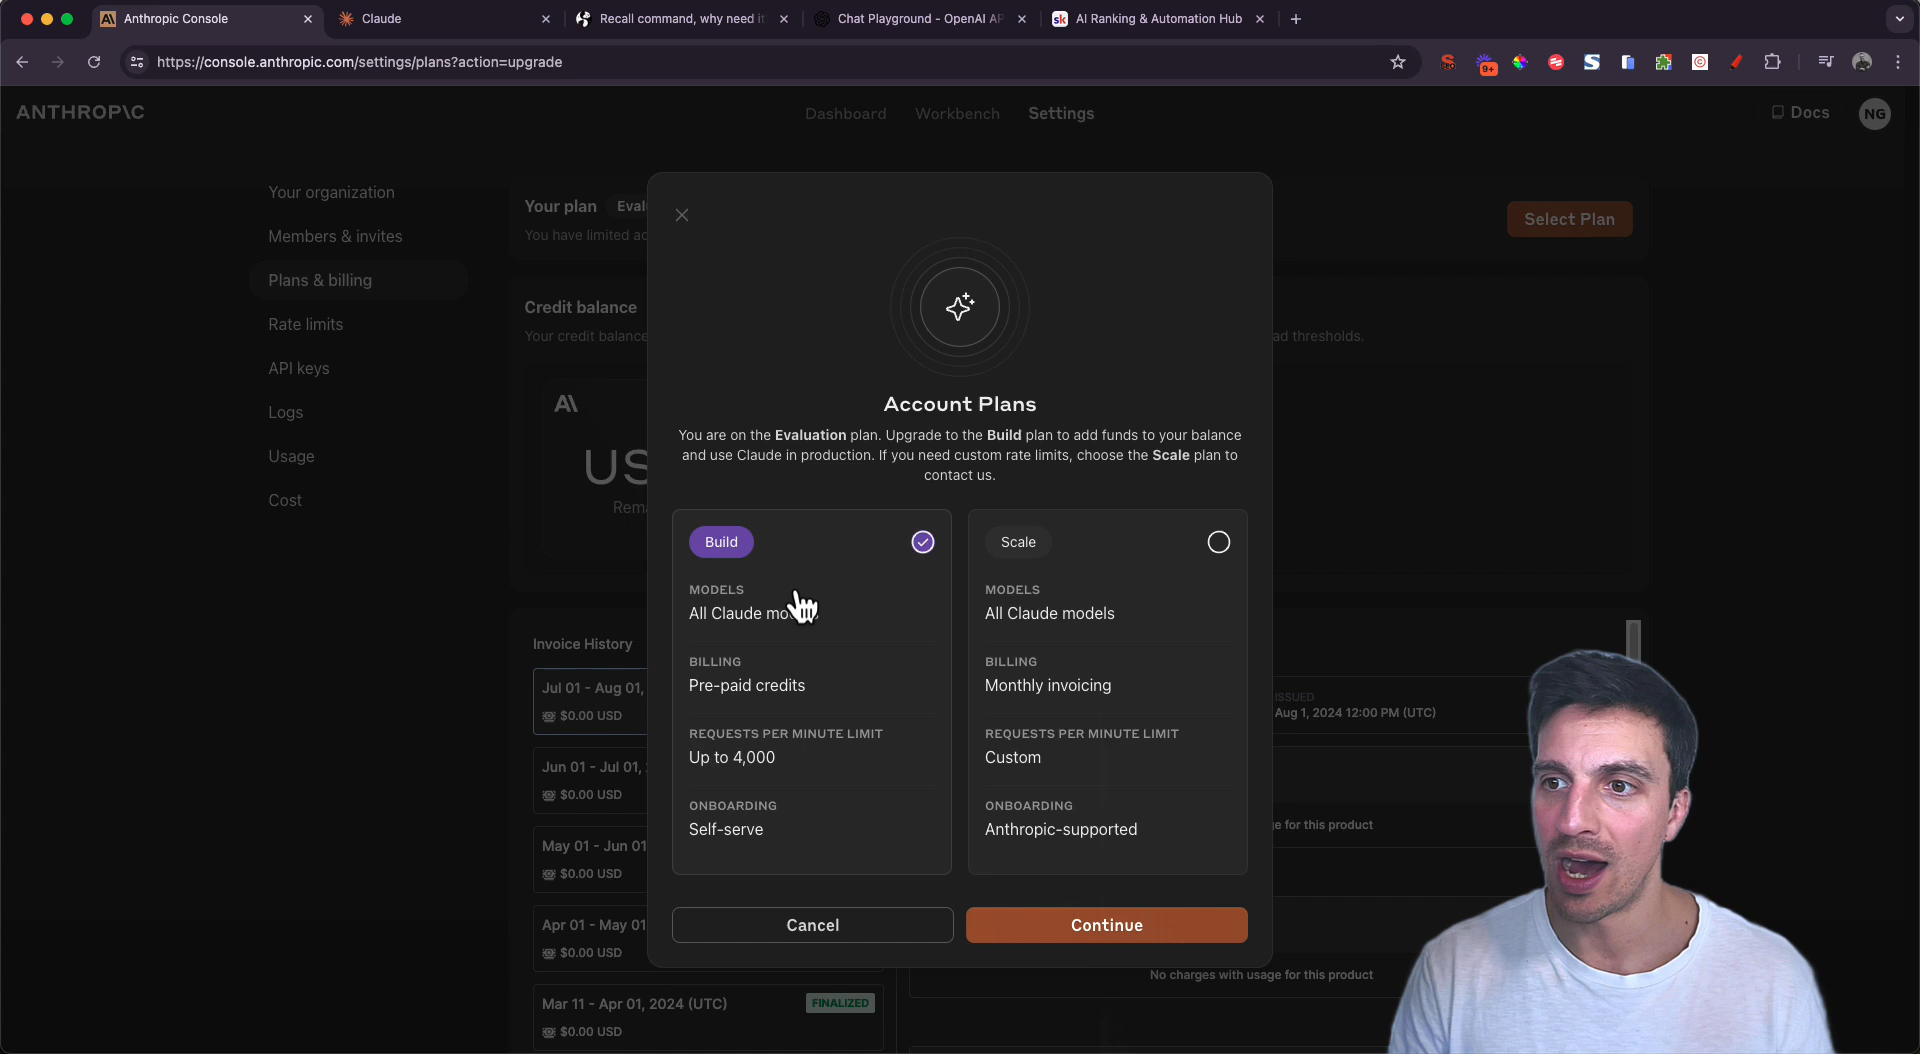 Anthropic Console
Claude
Recall command, why need it
Chat Playground - OpenAI AP
sk
AI Ranking & Automation Hub
https://console.anthropic.com/settings/plans?action=upgrade
9+
ANTHROP\C
Dashboard
Workbench
Settings
Docs
NG
Your organization
Members & invites
Plans & billing
Rate limits
API keys
Logs
Usage
Cost
Your plan
Eval
You have limited ac
Select Plan
Credit balance
Your credit balance
ad thresholds.
A\
US
Rema
Account Plans
You are on the Evaluation plan. Upgrade to the Build plan to add funds to your balance
and use Claude in production. If you need custom rate limits, choose the Scale plan to
contact us.
Build
MODELS
All Claude mo
BILLING
Pre-paid credits
REQUESTS PER MINUTE LIMIT
Up to 4,000
ONBOARDING
Self-serve
Scale
MODELS
All Claude models
BILLING
Monthly invoicing
REQUESTS PER MINUTE LIMIT
Custom
ONBOARDING
Anthropic-supported
Cancel
Continue
Invoice History
Jul 01 - Aug 01,
$0.00 USD
Jun 01 - Jul 01,
$0.00 USD
May 01 - Jun 01
$0.00 USD
Apr 01 - May 01
$0.00 USD
Mar 11 - Apr 01, 2024 (UTC)
FINALIZED
$0.00 USD
ISSUED
Aug 1, 2024 12:00 PM (UTC)
e for this product
No charges with usage for this product